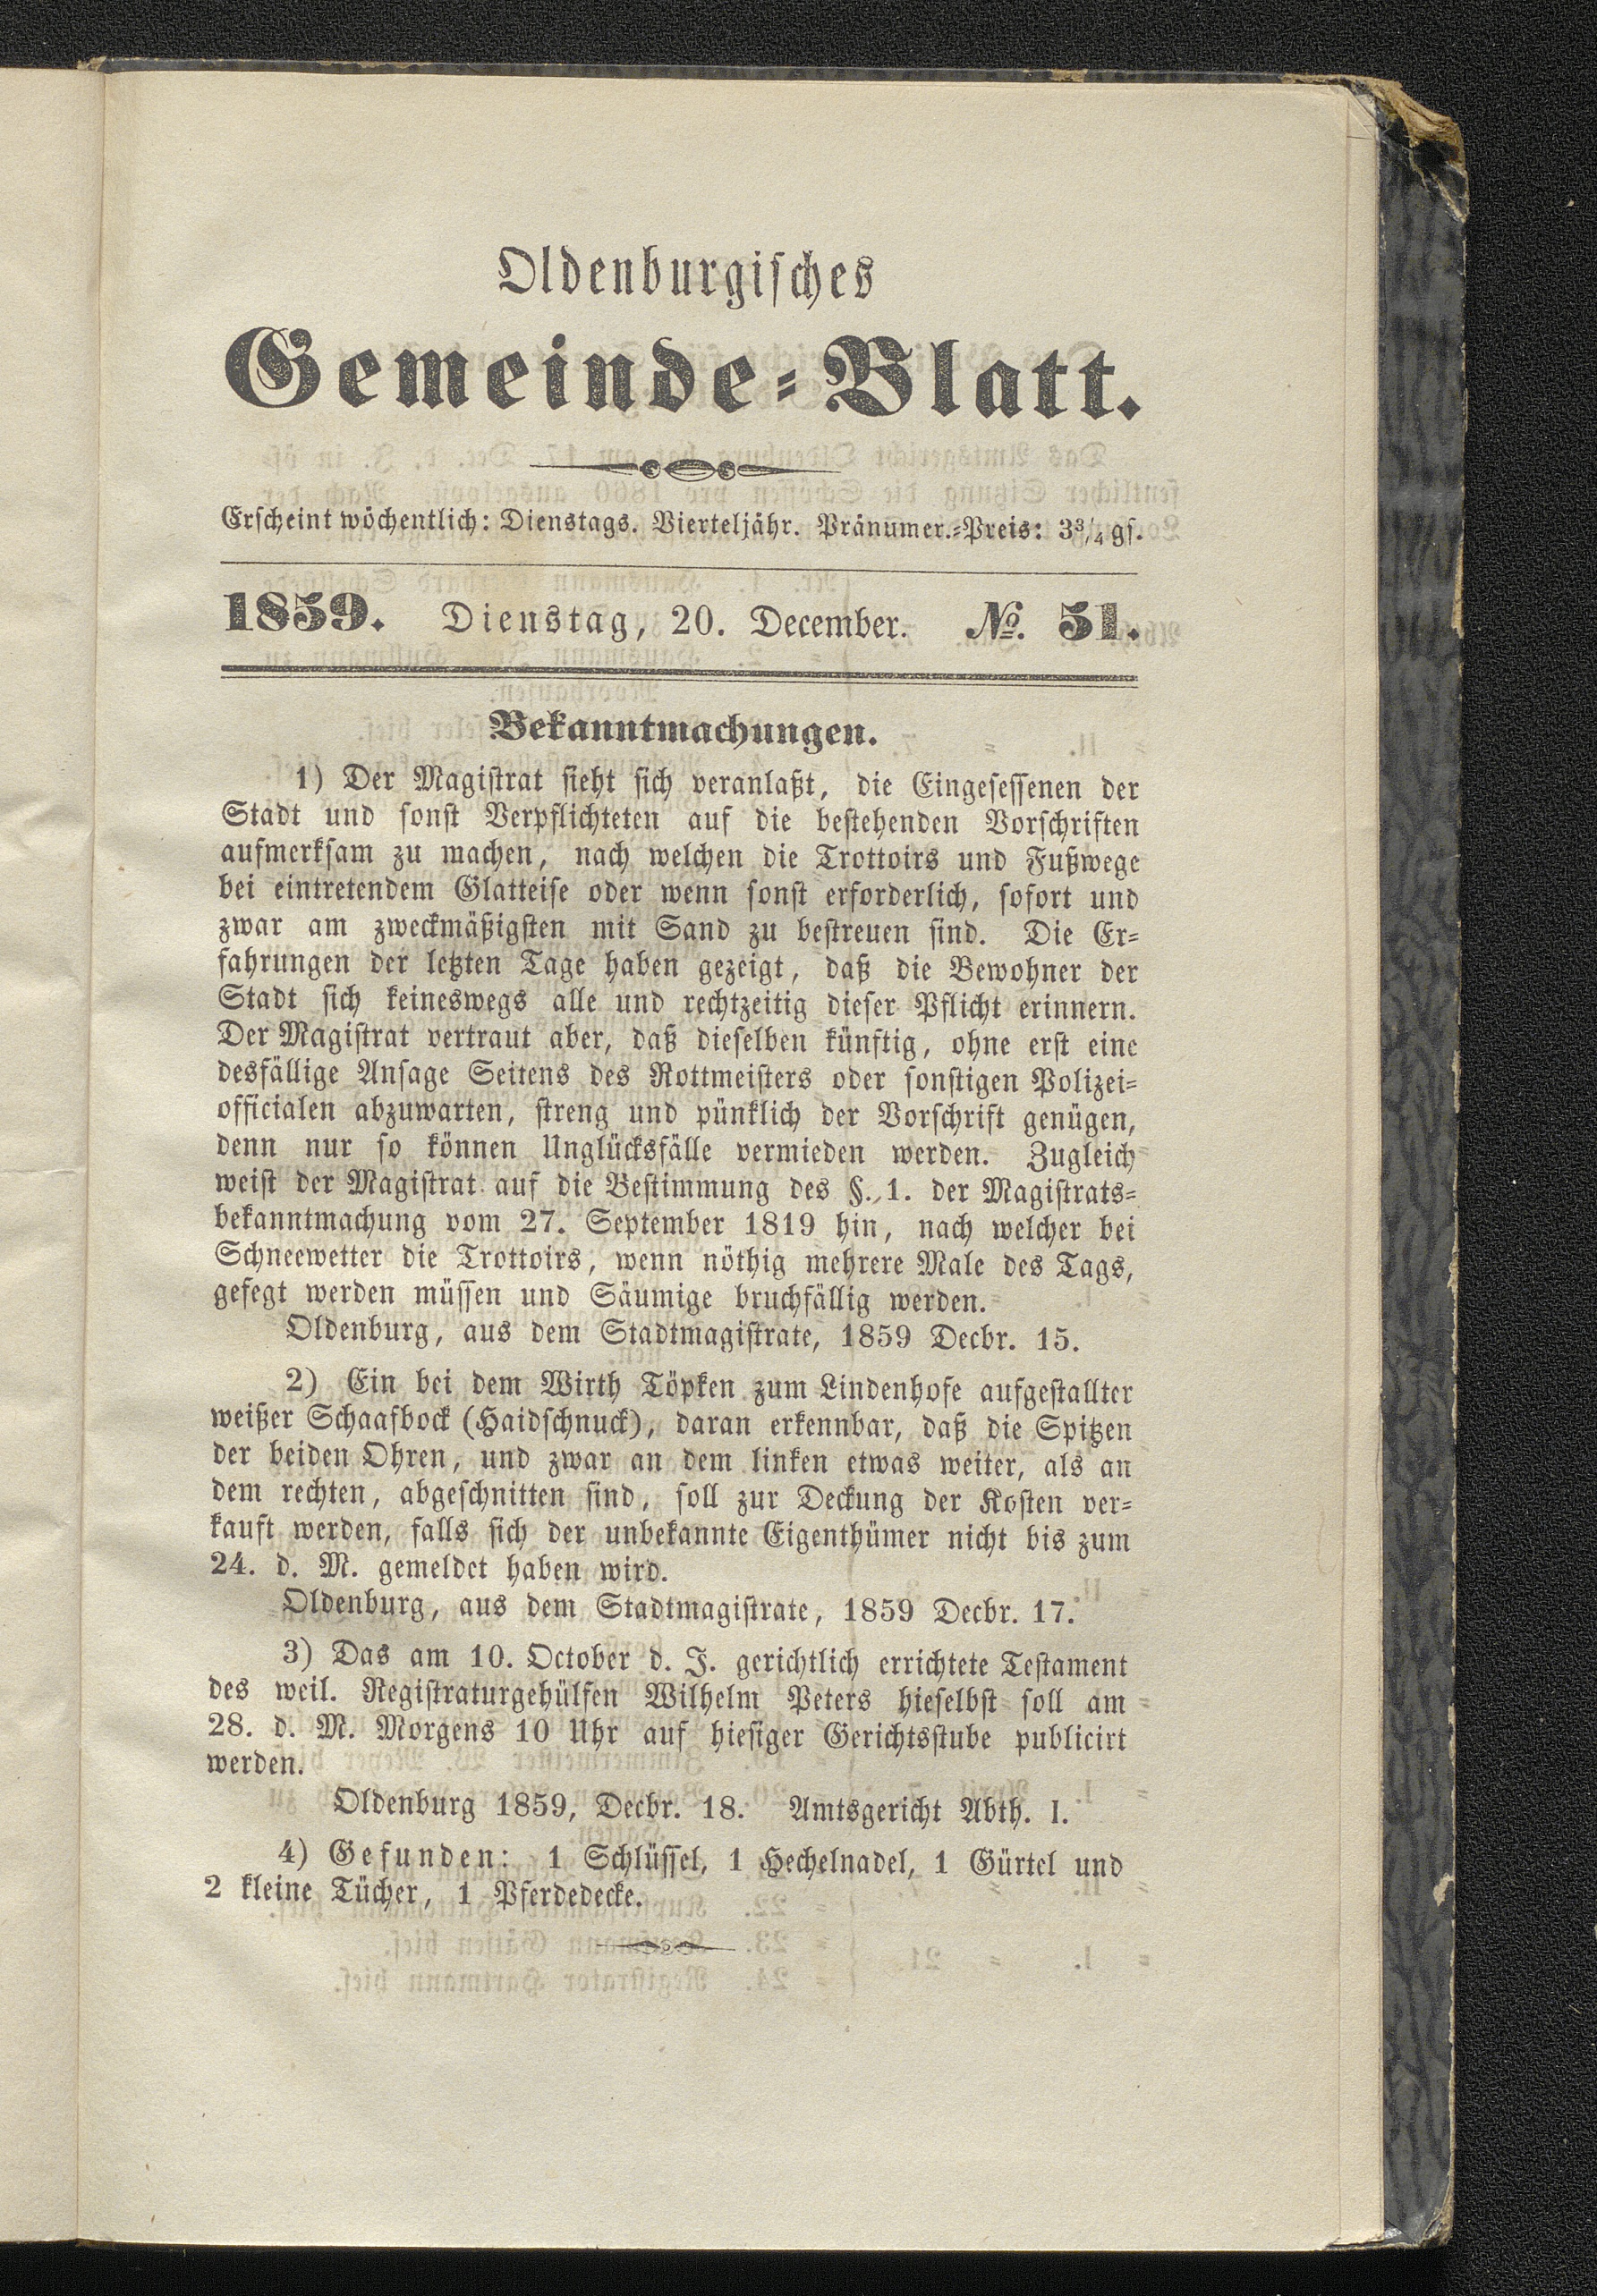 Oldenburgisches
Gemeinde-Blatt.
Erscheint wöchentlich: Dienstags. Vierteljähr. Pränumer.-Preis: 3¾ gs.
1859. Dienstag, 20. December. №. 51.
Bekanntmachungen.
1) Der Magistrat sieht sich veranlaßt, die Eingesessenen der
Stadt und sonst Verpflichteten auf die bestehenden Vorschriften
aufmerksam zu machen, nach welchen die Trottoirs und Fußwege
bei eintretendem Glatteise oder wenn sonst erforderlich, sofort und
zwar am zweckmäßigsten mit Sand zu bestreuen sind. Die Er-
fahrungen der letzten Tage haben gezeigt, daß die Bewohner der
Stadt sich keineswegs alle und rechtzeitig dieser Pflicht erinnern.
Der Magistrat vertraut aber, daß dieselben künftig, ohne erst eine
desfällige Ansage Seitens des Rottmeisters oder sonstigen Polizei-
officialen abzuwarten, streng und pünklich der Vorschrift genügen,
denn nur so können Unglücksfälle vermieden werden. Zugleich
weist der Magistrat auf die Bestimmung des §. 1. der Magistrats-
bekanntmachung vom 27. September 1819 hin, nach welcher bei
Schneewetter die Trottoirs, wenn nöthig mehrere Male des Tags,
gefegt werden müssen und Säumige bruchfällig werden.
Oldenburg, aus dem Stadtmagistrate, 1859 Decbr. 15.
2) Ein bei dem Wirth Töpken zum Lindenhofe aufgestallter
weißer Schaafbock (Haidschnuck), daran erkennbar, daß die Spitzen
der beiden Ohren, und zwar an dem linken etwas weiter, als an
dem rechten, abgeschnitten sind, soll zur Deckung der Kosten ver-
kauft werden, falls sich der unbekannte Eigenthümer nicht bis zum
24. d. M. gemeldet haben wird.
Oldenburg, aus dem Stadtmagistrate, 1859 Decbr. 17.
3) Das am 10. October d. J. gerichtlich errichtete Testament
des weil. Registraturgehülfen Wilhelm Peters hieselbst soll am
28. d. M. Morgens 10 Uhr auf hiesiger Gerichtsstube publicirt
werden.
Oldenburg 1859, Decbr. 18. Amtsgericht Abth. I.
4) Gefunden: 1 Schlüssel, 1 Hechelnadel, 1 Gürtel und
2 kleine Tücher, 1 Pferdedecke.